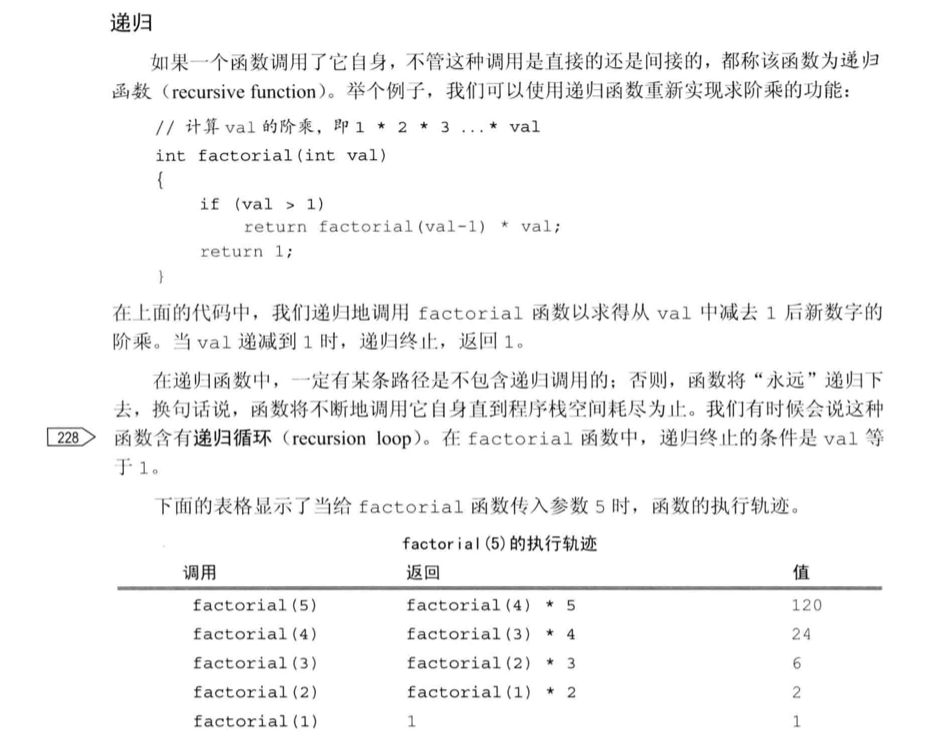 递归
如果一个函数调用了它自身，不管这种调用是直接的还是间接的，都称该函数为递归
函数（recursive function）。举个例子，我们可以使用递归函数重新实现求阶乘的功能：
// 计算 val 的阶乘，即 1 * 2 * 3 ...* val
int factorial(int val)
{
    if (val > 1)
        return factorial(val-1) * val;
    return 1;
}
在上面的代码中，我们递归地调用 factorial 函数以求得从 val 中减去 1 后新数字的
阶乘。当 val 递减到 1 时，递归终止，返回 1。
在递归函数中，一定有某条路径是不包含递归调用的；否则，函数将“永远”递归下
去，换句话说，函数将不断地调用它自身直到程序栈空间耗尽为止。我们有时候会说这种
228 函数含有递归循环（recursion loop）。在 factorial 函数中，递归终止的条件是 val 等
于 1。
下面的表格显示了当给 factorial 函数传入参数 5 时，函数的执行轨迹。
factorial(5)的执行轨迹
调用 返回 值
factorial(5) factorial(4) * 5 120
factorial(4) factorial(3) * 4 24
factorial(3) factorial(2) * 3 6
factorial(2) factorial(1) * 2 2
factorial(1) 1 1